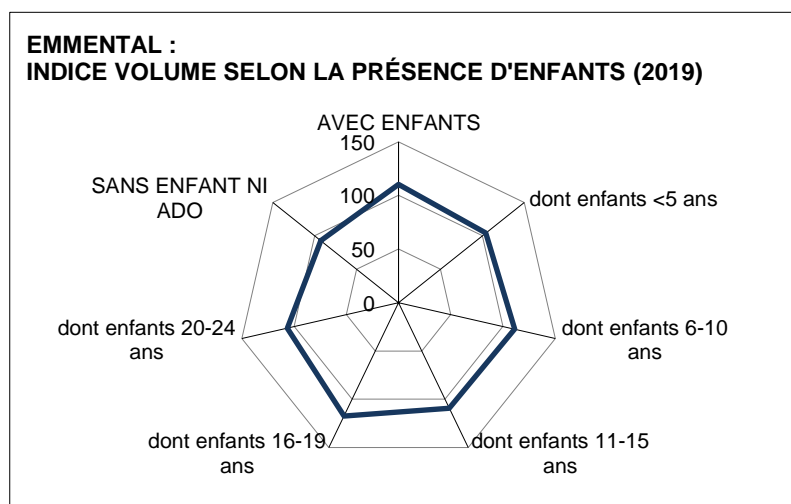 EMMENTAL :
INDICE VOLUME SELON LA PRÉSENCE D'ENFANTS (2019)
AVEC ENFANTS
150
SANS ENFANT NI
ADO
dont enfants <5 ans
100
50
0
dont enfants 20-24
ans
dont enfants 6-10
ans
dont enfants 16-19
ans
dont enfants 11-15
ans